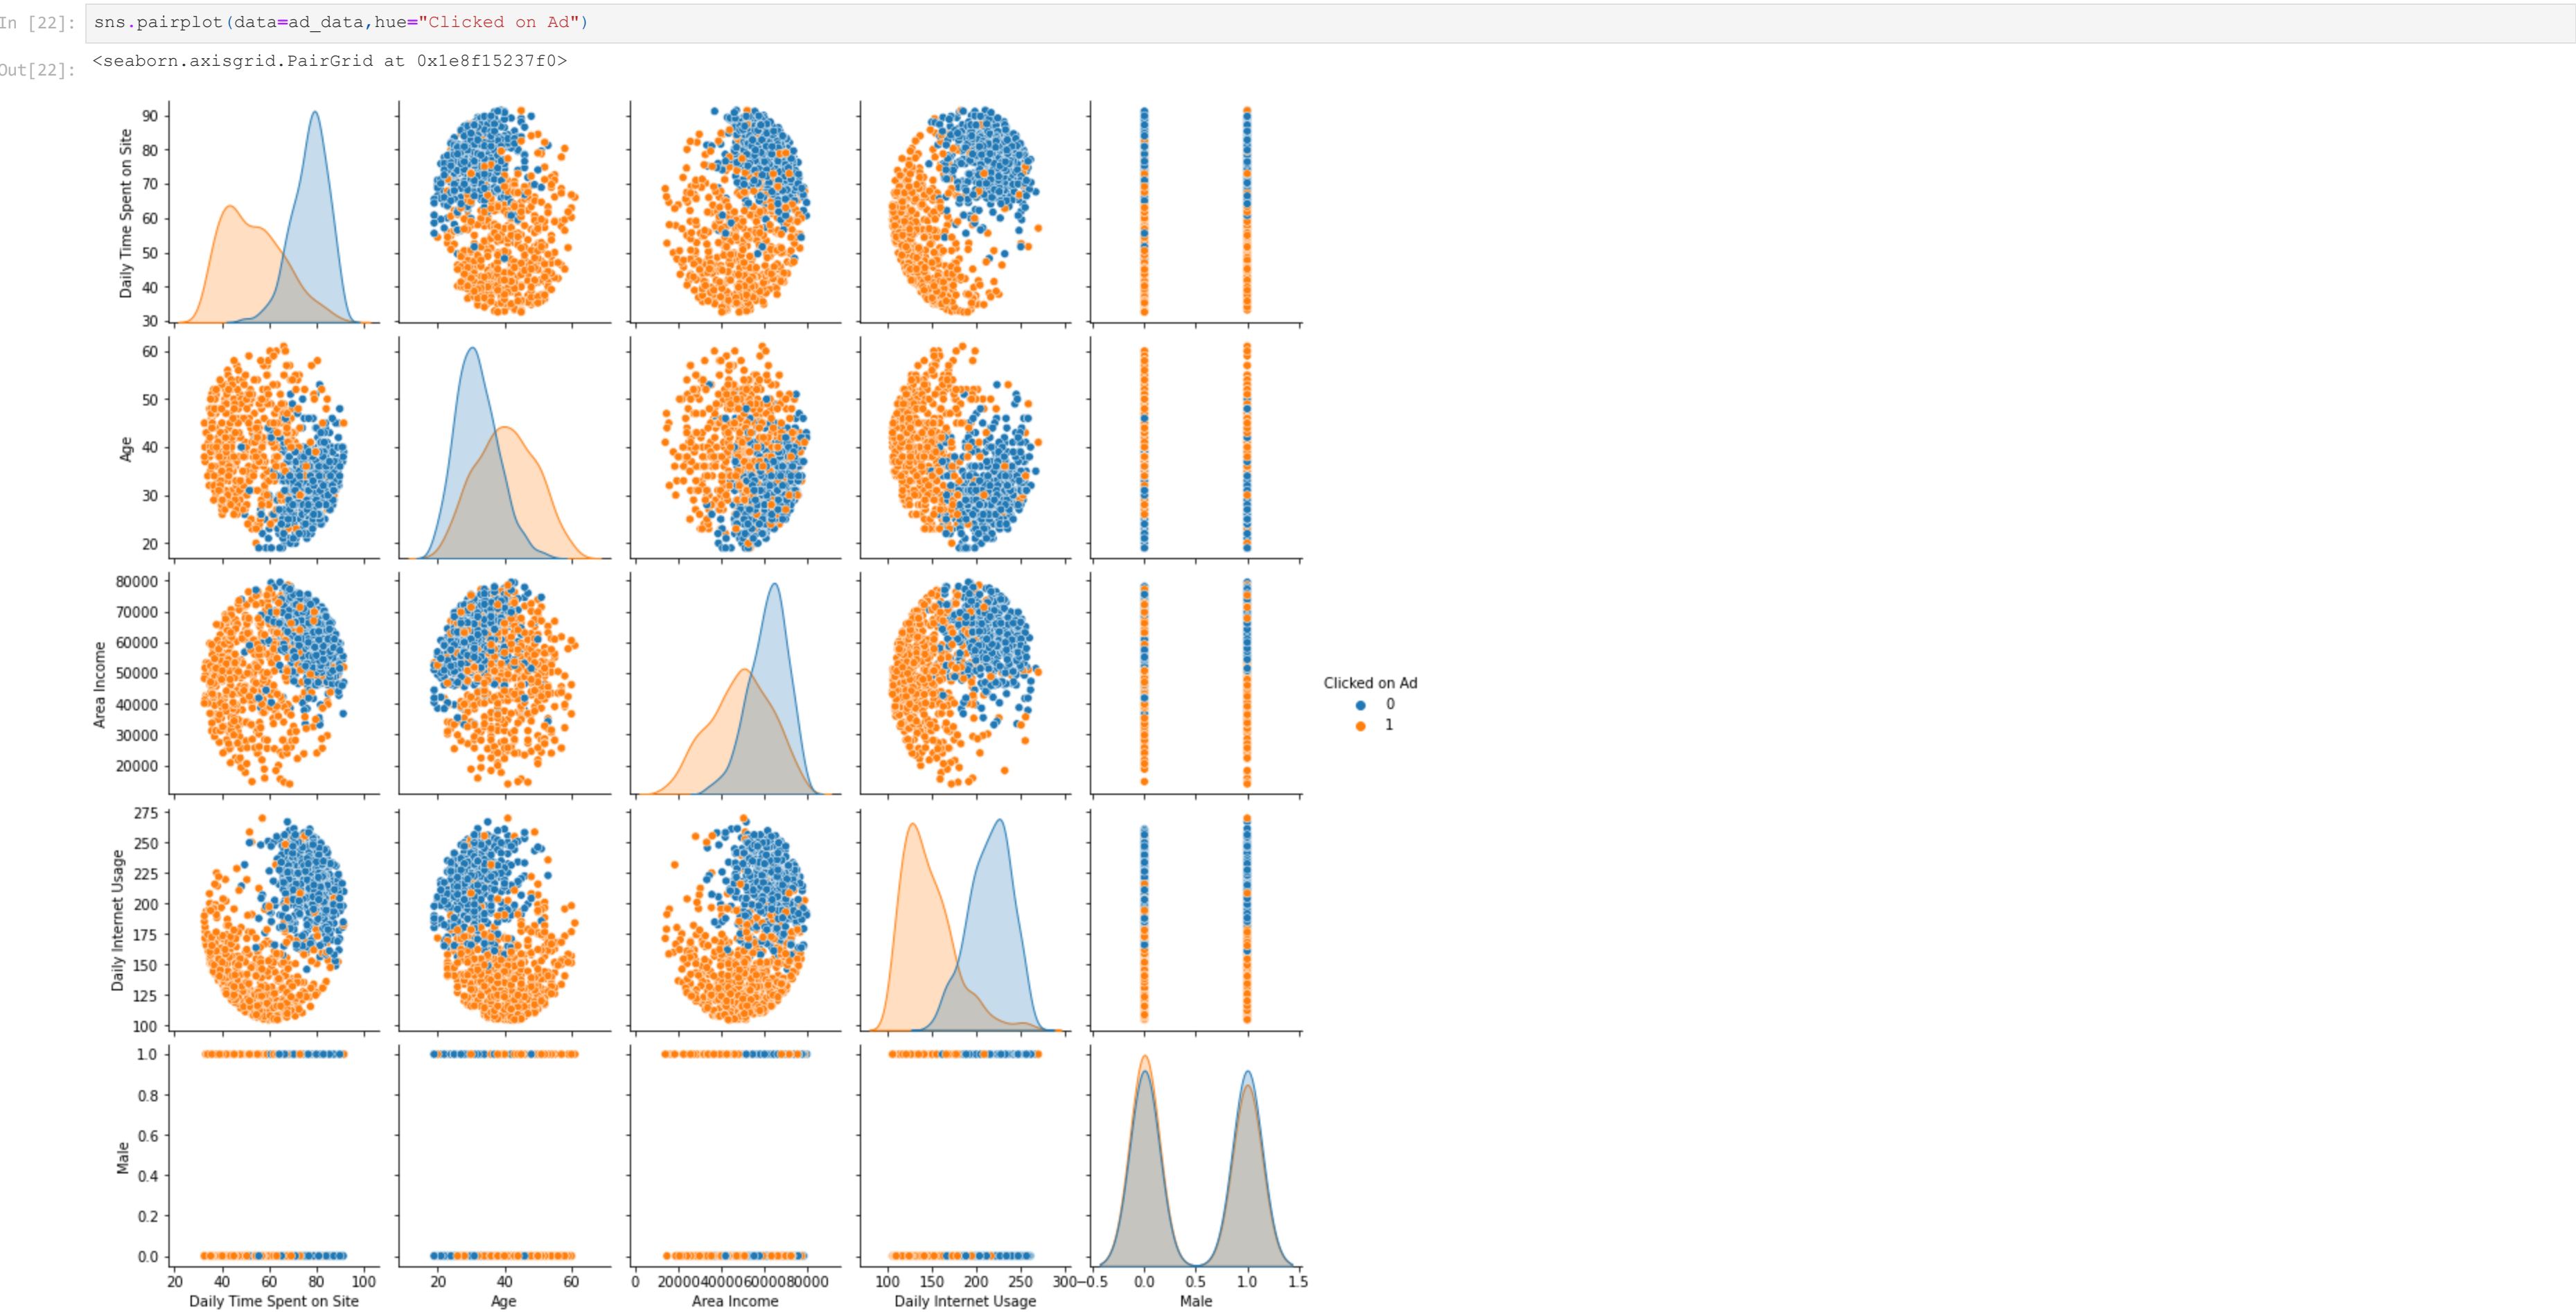 In [22]: sns.pairplot(data=ad_data,hue="Clicked on Ad")
Out[22]: <seaborn.axisgrid.PairGrid at 0x1e8f15237f0>
Daily Time Spent on Site
90
80
70
60
50
40
30
Age
60
50
40
30
20
Area Income
80000
70000
60000
50000
40000
30000
20000
Clicked on Ad
0
1
Daily Internet Usage
275
250
225
200
175
150
125
100
Male
1.0
0.8
0.6
0.4
0.2
0.0
20 40 60 80 100
Daily Time Spent on Site
20 40 60
Age
0 20000 40000 60000 80000
Area Income
100 150 200 250 300
Daily Internet Usage
−0.5 0.0 0.5 1.0 1.5
Male